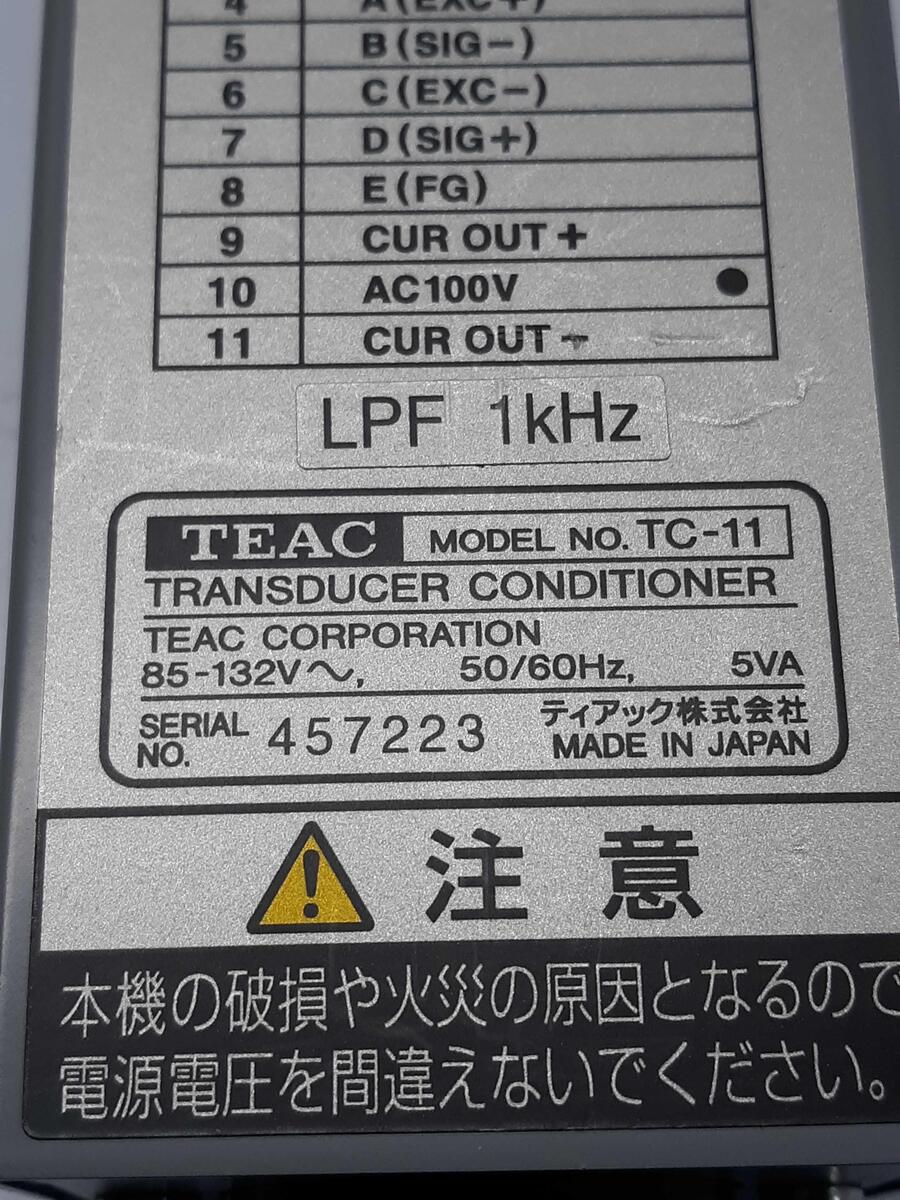 4 A (EXC+)
5 B (SIG−)
6 C (EXC−)
7 D (SIG+)
8 E (FG)
9 CUR OUT +
10 AC100V ●
11 CUR OUT −
LPF 1kHz
TEAC MODEL NO. TC-11
TRANSDUCER CONDITIONER
TEAC CORPORATION
85-132V～, 50/60Hz, 5VA
SERIAL NO. 457223
ティアック株式会社
MADE IN JAPAN
注意
本機の破損や火災の原因となるので
電源電圧を間違えないでください。